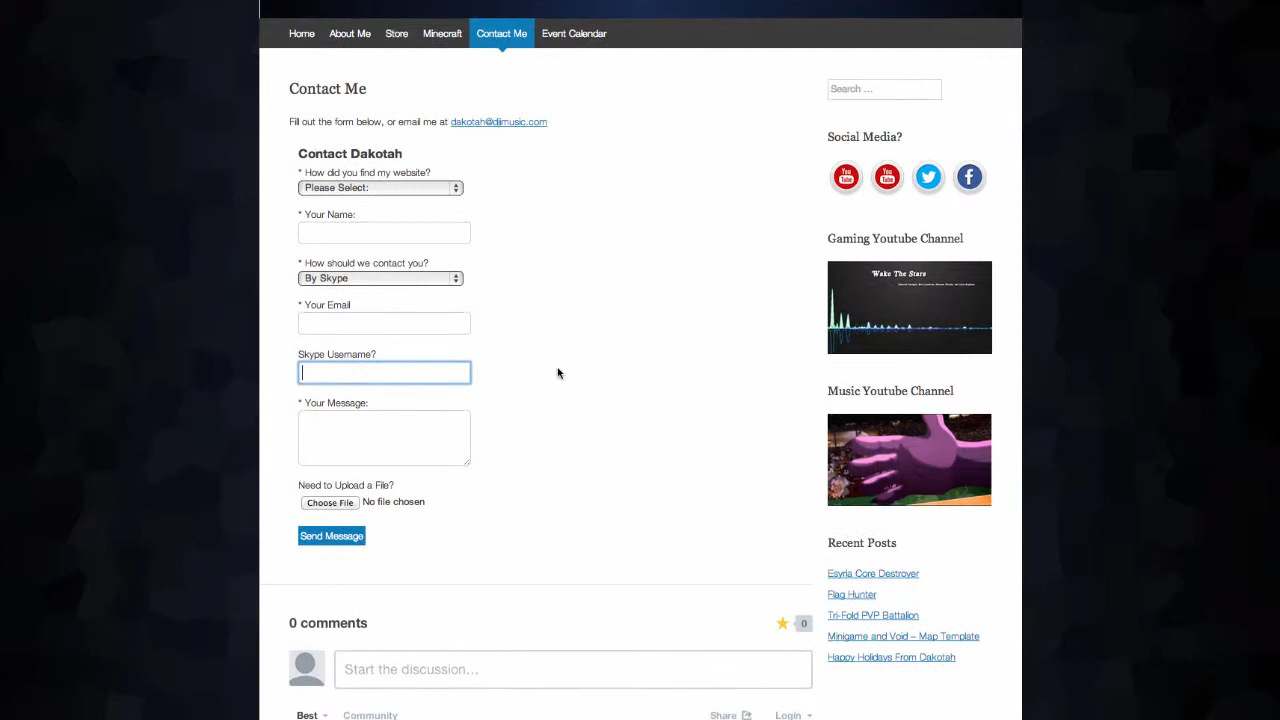 Home About Me Store Minecraft Contact Me Event Calendar
Contact Me
Fill out the form below, or email me at dakotah@djimusic.com
Contact Dakotah
* How did you find my website?
Please Select:
* Your Name:
* How should we contact you?
By Skype
* Your Email
Skype Username?
* Your Message:
Need to Upload a File?
Choose File No file chosen
Send Message
0 comments
0
Start the discussion...
Best Community Share Login
Search ...
Social Media?
You Tube You Tube
Gaming Youtube Channel
Wake The Stars
Music Youtube Channel
Recent Posts
Esyria Core Destroyer
Flag Hunter
Tri-Fold PVP Battalion
Minigame and Void – Map Template
Happy Holidays From Dakotah